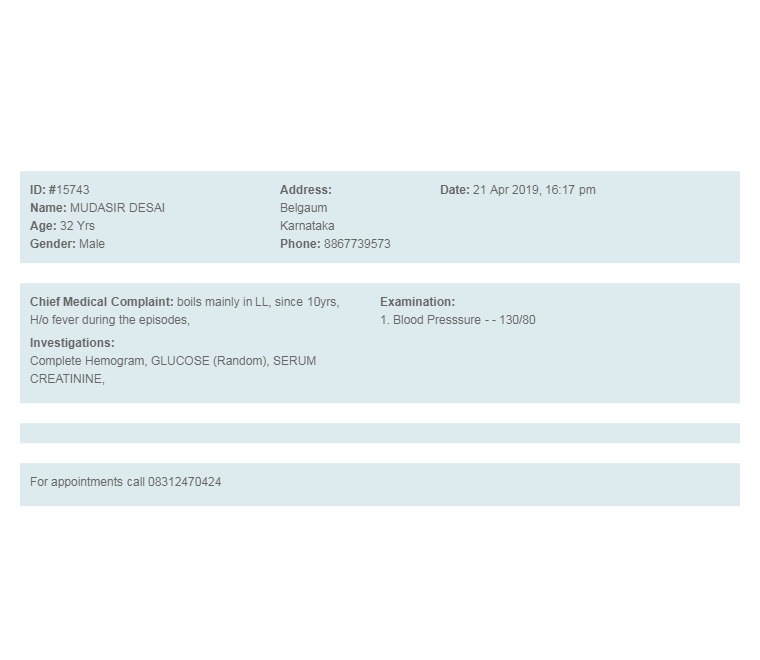 ID: #15743
Name: MUDASIR DESAI
Age: 32 Yrs
Gender: Male
Address:
Belgaum
Karnataka
Phone: 8867739573
Date: 21 Apr 2019, 16:17 pm
Chief Medical Complaint: boils mainly in LL, since 10yrs,
H/o fever during the episodes,
Investigations:
Complete Hemogram, GLUCOSE (Random), SERUM
CREATININE,
Examination:
1. Blood Presssure - - 130/80
For appointments call 08312470424